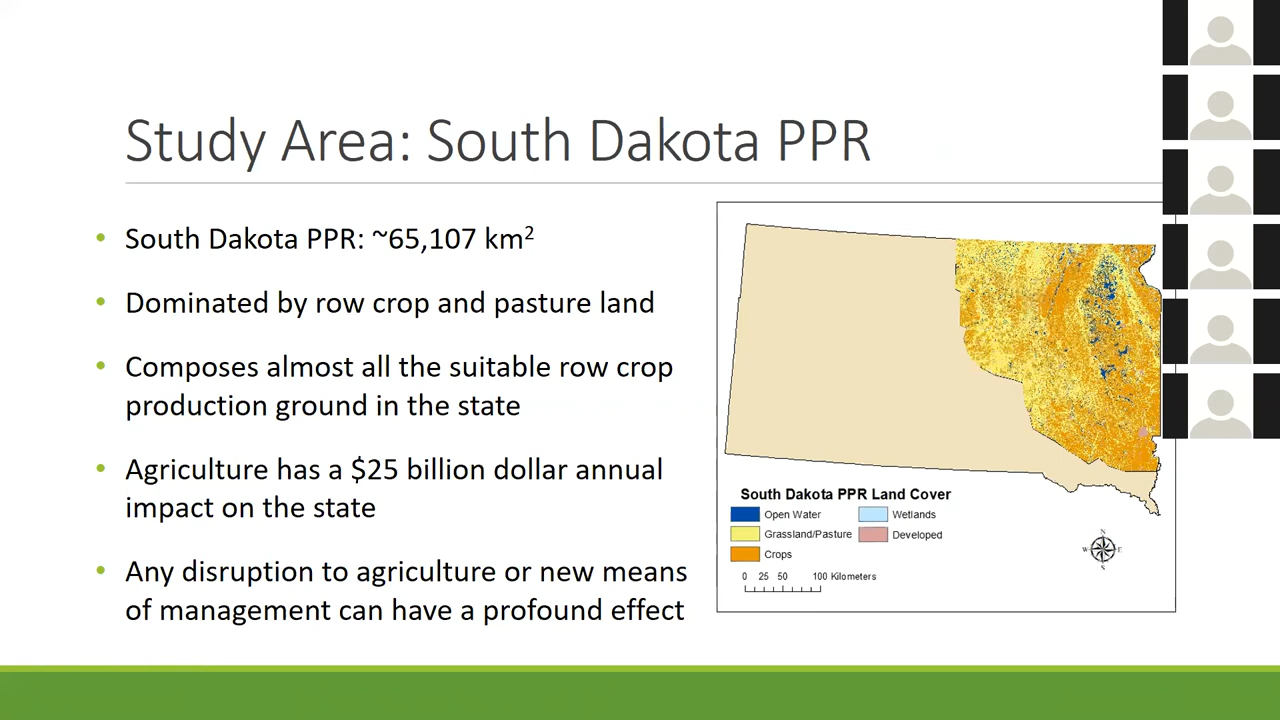 Study Area: South Dakota PPR
• South Dakota PPR: ~65,107 km²
• Dominated by row crop and pasture land
• Composes almost all the suitable row crop
production ground in the state
• Agriculture has a $25 billion dollar annual
impact on the state
• Any disruption to agriculture or new means
of management can have a profound effect
South Dakota PPR Land Cover
Open Water
Wetlands
Grassland/Pasture
Developed
Crops
0 25 50 100 Kilometers
N
W E
S